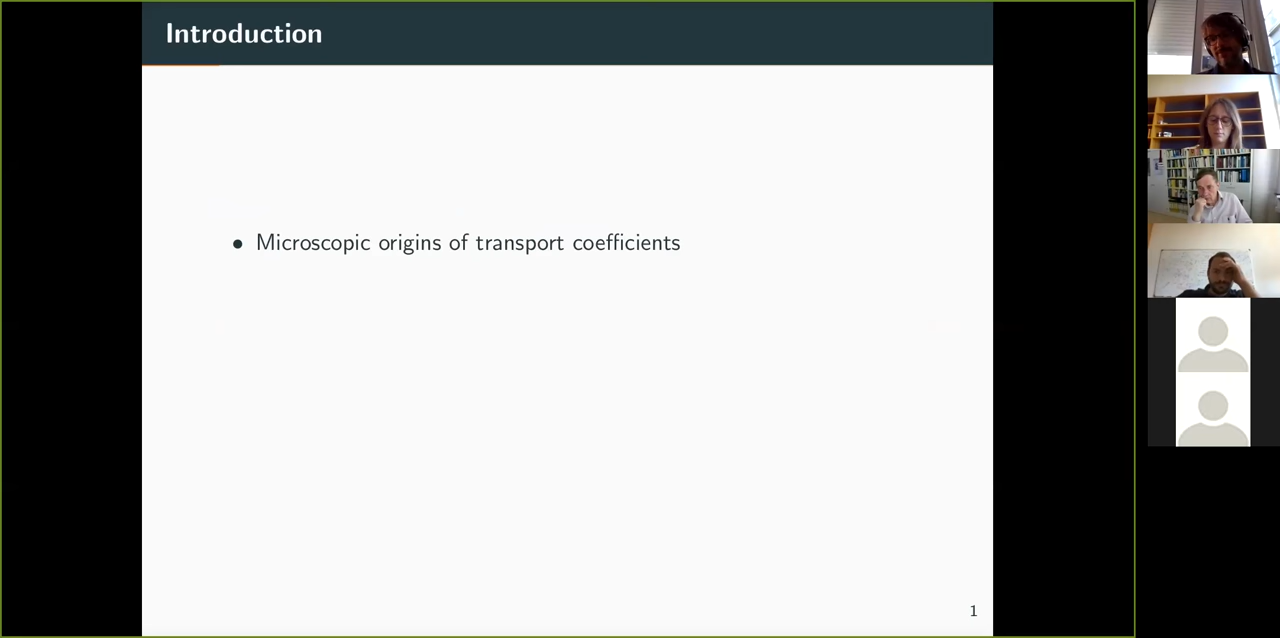 Introduction
• Microscopic origins of transport coefficients
1